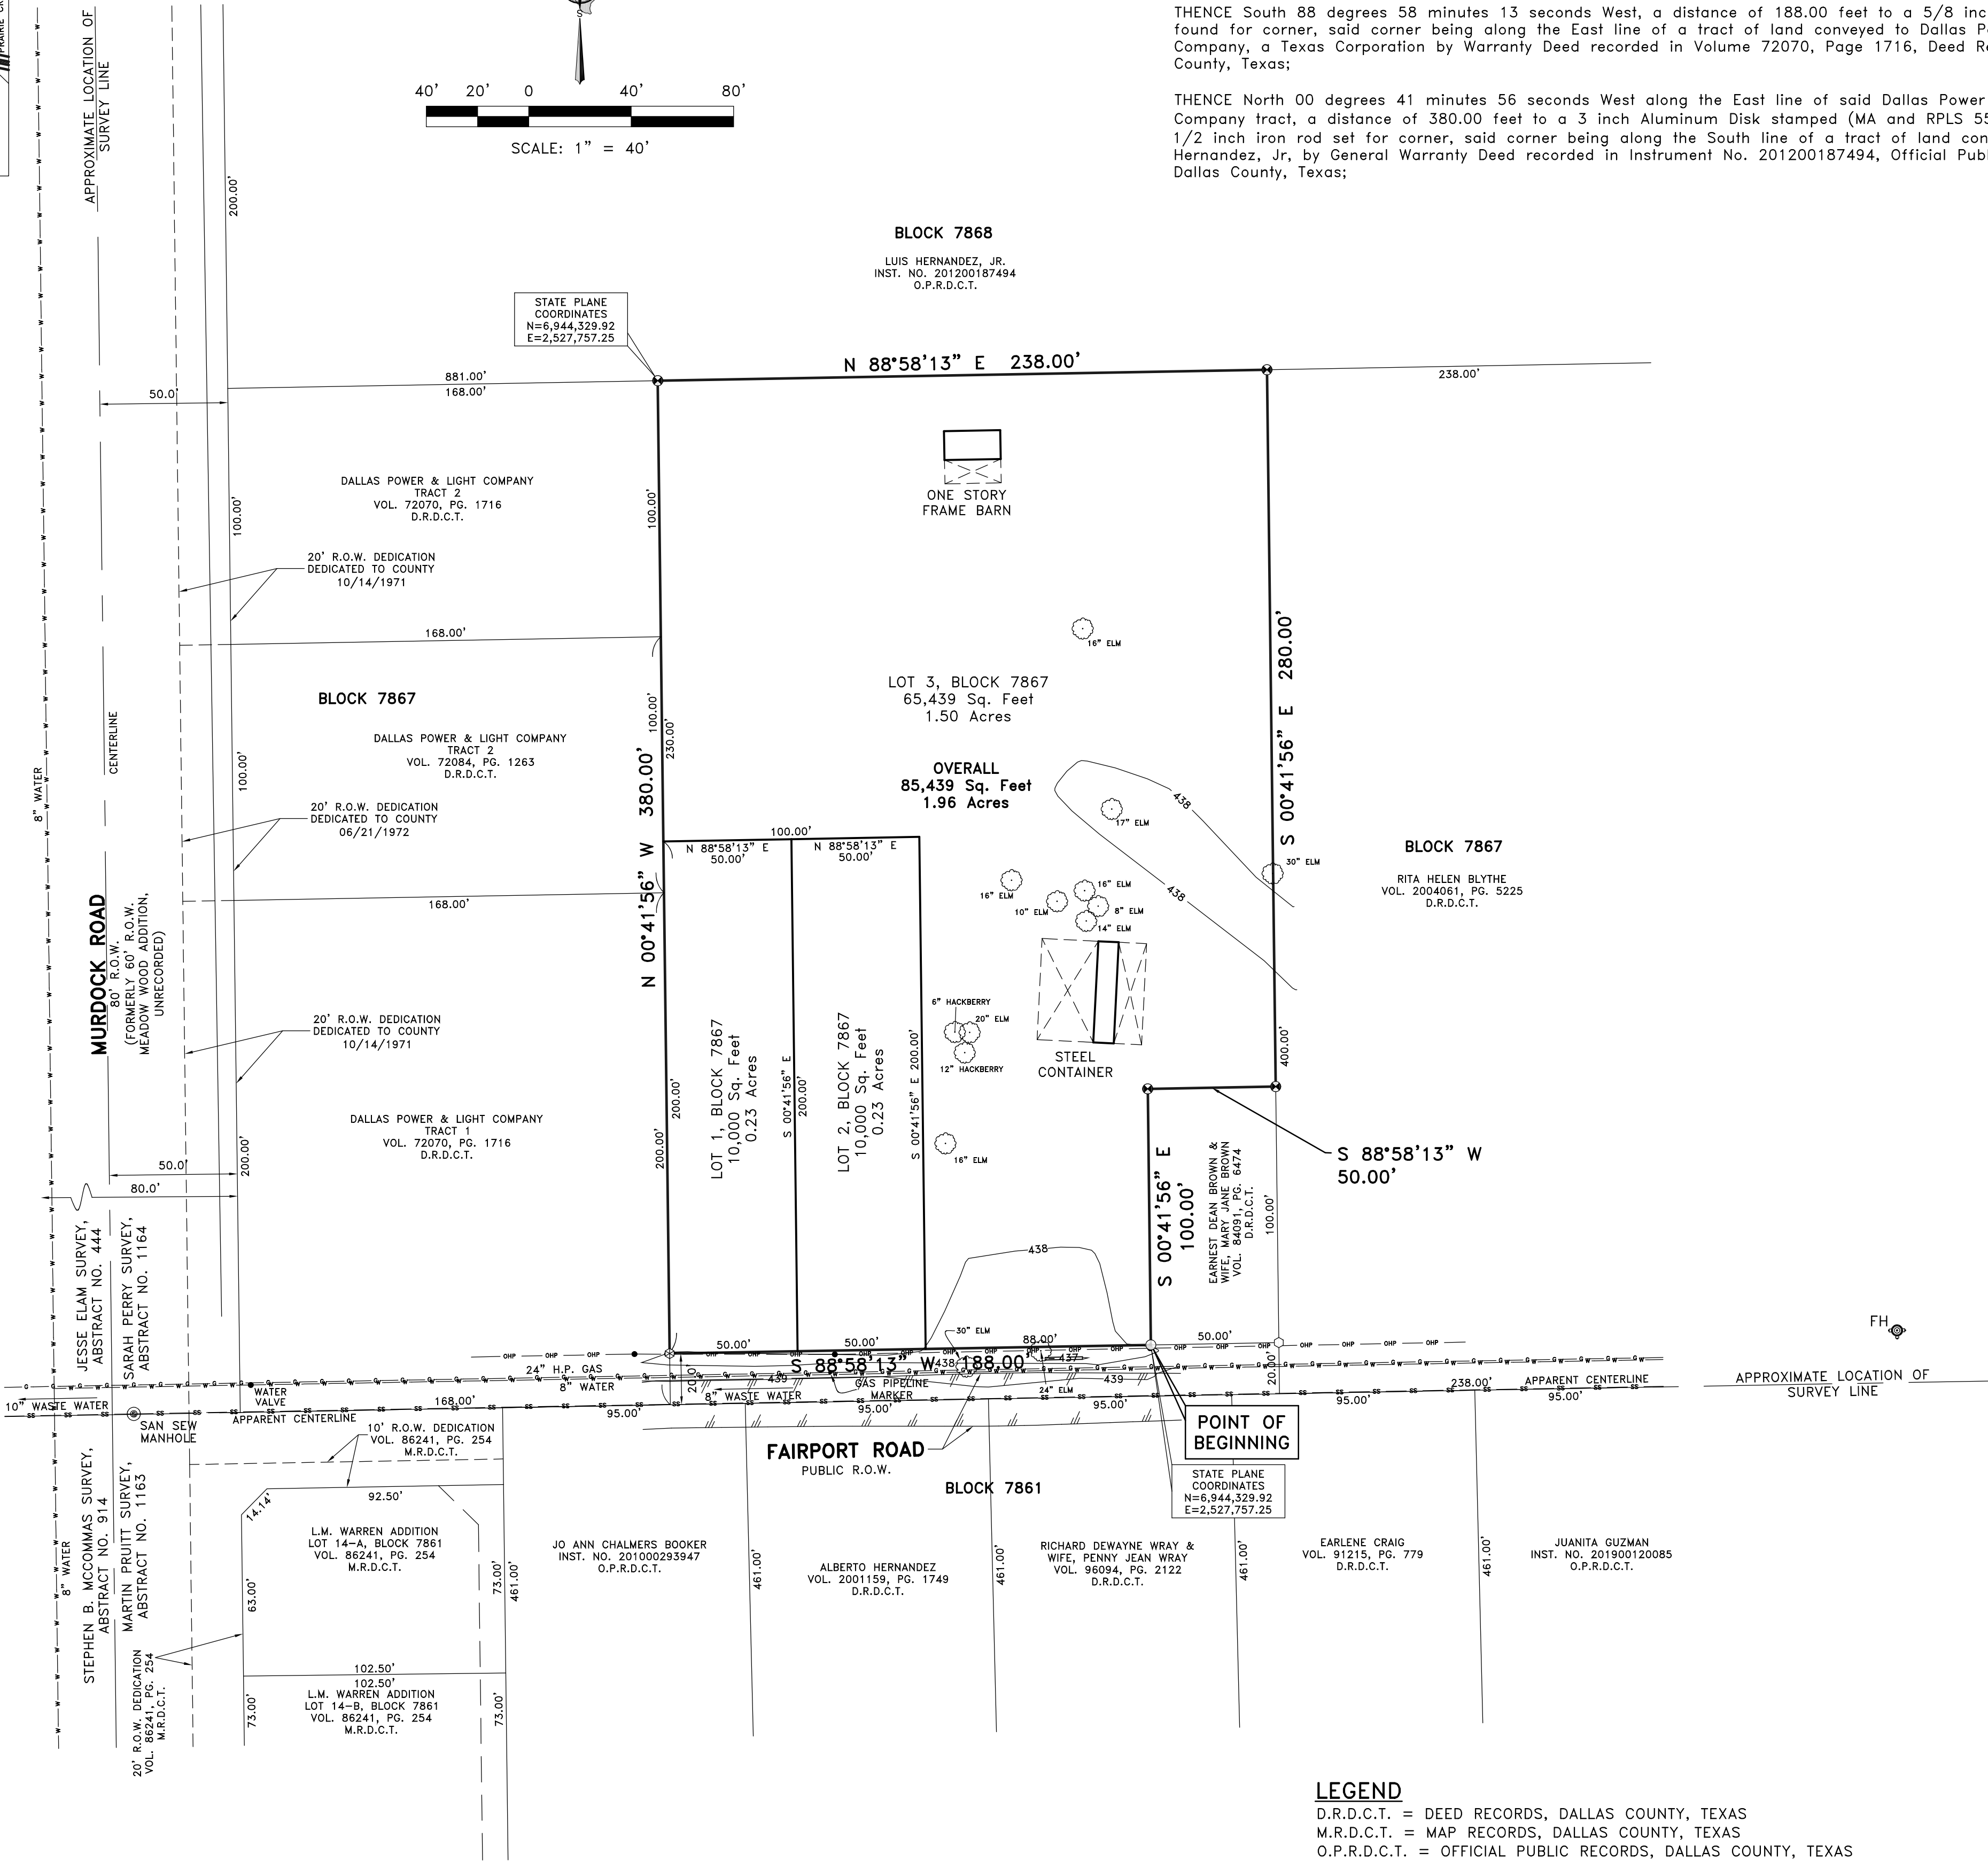 PRAIRIE CR
THENCE South 88 degrees 58 minutes 13 seconds West, a distance of 188.00 feet to a 5/8 inc
found for corner, said corner being along the East line of a tract of land conveyed to Dallas P
Company, a Texas Corporation by Warranty Deed recorded in Volume 72070, Page 1716, Deed R
County, Texas;
THENCE North 00 degrees 41 minutes 56 seconds West along the East line of said Dallas Power
Company tract, a distance of 380.00 feet to a 3 inch Aluminum Disk stamped (MA and RPLS 55
1/2 inch iron rod set for corner, said corner being along the South line of a tract of land con
Hernandez, Jr, by General Warranty Deed recorded in Instrument No. 201200187494, Official Publ
Dallas County, Texas;
S
40' 20' 0 40' 80'
SCALE: 1" = 40'
APPROXIMATE LOCATION OF
SURVEY LINE
200.00'
BLOCK 7868
LUIS HERNANDEZ, JR.
INST. NO. 201200187494
O.P.R.D.C.T.
STATE PLANE
COORDINATES
N=6,944,329.92
E=2,527,757.25
N 88°58'13" E 238.00'
238.00'
881.00'
168.00'
50.0'
DALLAS POWER & LIGHT COMPANY
TRACT 2
VOL. 72070, PG. 1716
D.R.D.C.T.
100.00'
100.00'
ONE STORY
FRAME BARN
20' R.O.W. DEDICATION
DEDICATED TO COUNTY
10/14/1971
168.00'
16" ELM
S 00°41'56" E 280.00'
BLOCK 7867
LOT 3, BLOCK 7867
65,439 Sq. Feet
1.50 Acres
100.00'
230.00'
CENTERLINE
DALLAS POWER & LIGHT COMPANY
TRACT 2
VOL. 72084, PG. 1263
D.R.D.C.T.
100.00'
8" WATER
OVERALL
85,439 Sq. Feet
1.96 Acres
N 00°41'56" W 380.00'
438
17" ELM
20' R.O.W. DEDICATION
DEDICATED TO COUNTY
06/21/1972
100.00'
N 88°58'13" E
50.00'
N 88°58'13" E
50.00'
30" ELM
BLOCK 7867
RITA HELEN BLYTHE
VOL. 2004061, PG. 5225
D.R.D.C.T.
168.00'
16" ELM
16" ELM
10" ELM
8" ELM
14" ELM
438
MURDOCK ROAD
80' R.O.W.
(FORMERLY 60' R.O.W.
MEADOW WOOD ADDITION,
UNRECORDED)
6" HACKBERRY
20" ELM
12" HACKBERRY
STEEL
CONTAINER
400.00'
20' R.O.W. DEDICATION
DEDICATED TO COUNTY
10/14/1971
LOT 1, BLOCK 7867
10,000 Sq. Feet
0.23 Acres
S 00°41'56" E
200.00'
LOT 2, BLOCK 7867
10,000 Sq. Feet
0.23 Acres
S 00°41'56" E 200.00'
200.00'
200.00'
DALLAS POWER & LIGHT COMPANY
TRACT 1
VOL. 72070, PG. 1716
D.R.D.C.T.
200.00'
50.0'
80.0'
16" ELM
S 88°58'13" W
50.00'
S 00°41'56" E
100.00'
EARNEST DEAN BROWN &
WIFE, MARY JANE BROWN
VOL. 84091, PG. 6474
D.R.D.C.T.
100.00'
JESSE ELAM SURVEY,
ABSTRACT NO. 444
SARAH PERRY SURVEY,
ABSTRACT NO. 1164
438
FH
30" ELM
50.00'
50.00'
88.00'
50.00'
OHP OHP OHP
S 88°58'13" W 188.00'
438
437
24" H.P. GAS
8" WATER
439
439
20.0'
20.00'
8" WASTE WATER
GAS PIPELINE
MARKER
24" ELM
WATER
VALVE
10" WASTE WATER
SAN SEW
MANHOLE
APPARENT CENTERLINE
168.00'
95.00'
95.00'
95.00'
95.00'
238.00'
95.00'
APPARENT CENTERLINE
APPROXIMATE LOCATION OF
SURVEY LINE
FAIRPORT ROAD
PUBLIC R.O.W.
POINT OF
BEGINNING
STATE PLANE
COORDINATES
N=6,944,329.92
E=2,527,757.25
BLOCK 7861
10' R.O.W. DEDICATION
VOL. 86241, PG. 254
M.R.D.C.T.
92.50'
14.14'
L.M. WARREN ADDITION
LOT 14-A, BLOCK 7861
VOL. 86241, PG. 254
M.R.D.C.T.
63.00'
73.00'
461.00'
JO ANN CHALMERS BOOKER
INST. NO. 201000293947
O.P.R.D.C.T.
461.00'
ALBERTO HERNANDEZ
VOL. 2001159, PG. 1749
D.R.D.C.T.
461.00'
RICHARD DEWAYNE WRAY &
WIFE, PENNY JEAN WRAY
VOL. 96094, PG. 2122
D.R.D.C.T.
461.00'
EARLENE CRAIG
VOL. 91215, PG. 779
D.R.D.C.T.
461.00'
JUANITA GUZMAN
INST. NO. 201900120085
O.P.R.D.C.T.
8" WATER
STEPHEN B. MCCOMMAS SURVEY,
ABSTRACT NO. 914
MARTIN PRUITT SURVEY,
ABSTRACT NO. 1163
20' R.O.W. DEDICATION
VOL. 86241, PG. 254
M.R.D.C.T.
102.50'
102.50'
L.M. WARREN ADDITION
LOT 14-B, BLOCK 7861
VOL. 86241, PG. 254
M.R.D.C.T.
73.00'
73.00'
LEGEND
D.R.D.C.T. = DEED RECORDS, DALLAS COUNTY, TEXAS
M.R.D.C.T. = MAP RECORDS, DALLAS COUNTY, TEXAS
O.P.R.D.C.T. = OFFICIAL PUBLIC RECORDS, DALLAS COUNTY, TEXAS